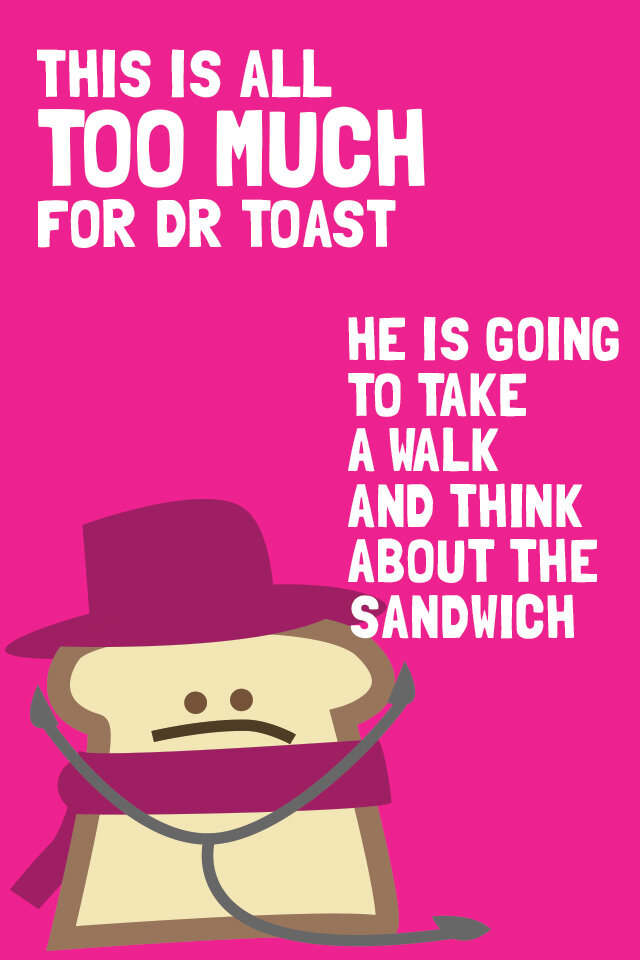 THIS IS ALL
TOO MUCH
FOR DR TOAST
HE IS GOING
TO TAKE
A WALK
AND THINK
ABOUT THE
SANDWICH